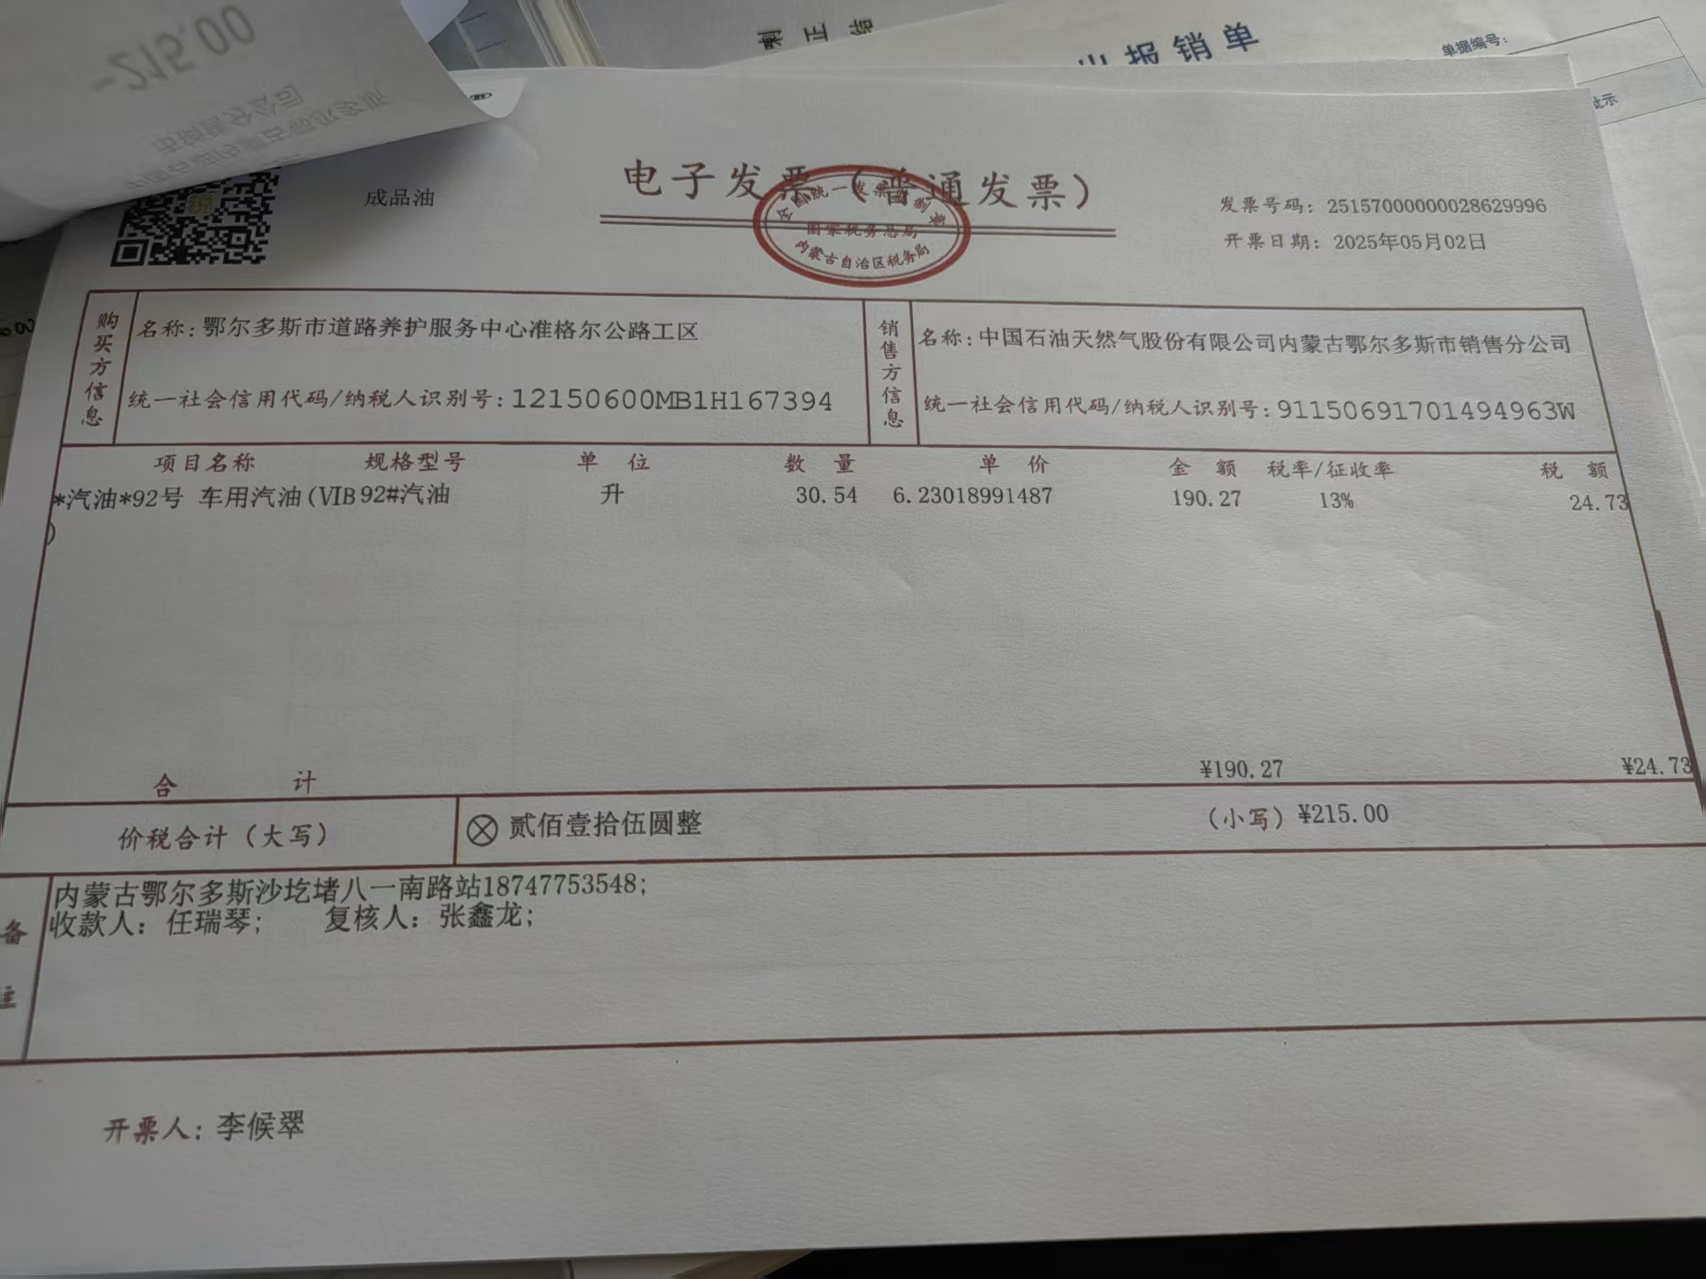 -215.00
报销单
单据编号：
成品油
电子发票（普通发票）
全国统一发票监制章
国家税务总局
内蒙古自治区税务局
发票号码：25157000000028629996
开票日期：2025年05月02日
购买方信息
名称：鄂尔多斯市道路养护服务中心准格尔公路工区
统一社会信用代码/纳税人识别号：12150600MB1H167394
销售方信息
名称：中国石油天然气股份有限公司内蒙古鄂尔多斯市销售分公司
统一社会信用代码/纳税人识别号：91150691701494963W
项目名称 规格型号 单位 数量 单价 金额 税率/征收率 税额
*汽油*92号 车用汽油(VIB 92#汽油 升 30.54 6.23018991487 190.27 13% 24.73
)
合计 ¥190.27 ¥24.73
价税合计（大写） ⊗ 贰佰壹拾伍圆整 （小写）¥215.00
备注
内蒙古鄂尔多斯沙圪堵八一南路站18747753548;
收款人：任瑞琴; 复核人：张鑫龙;
开票人：李候翠